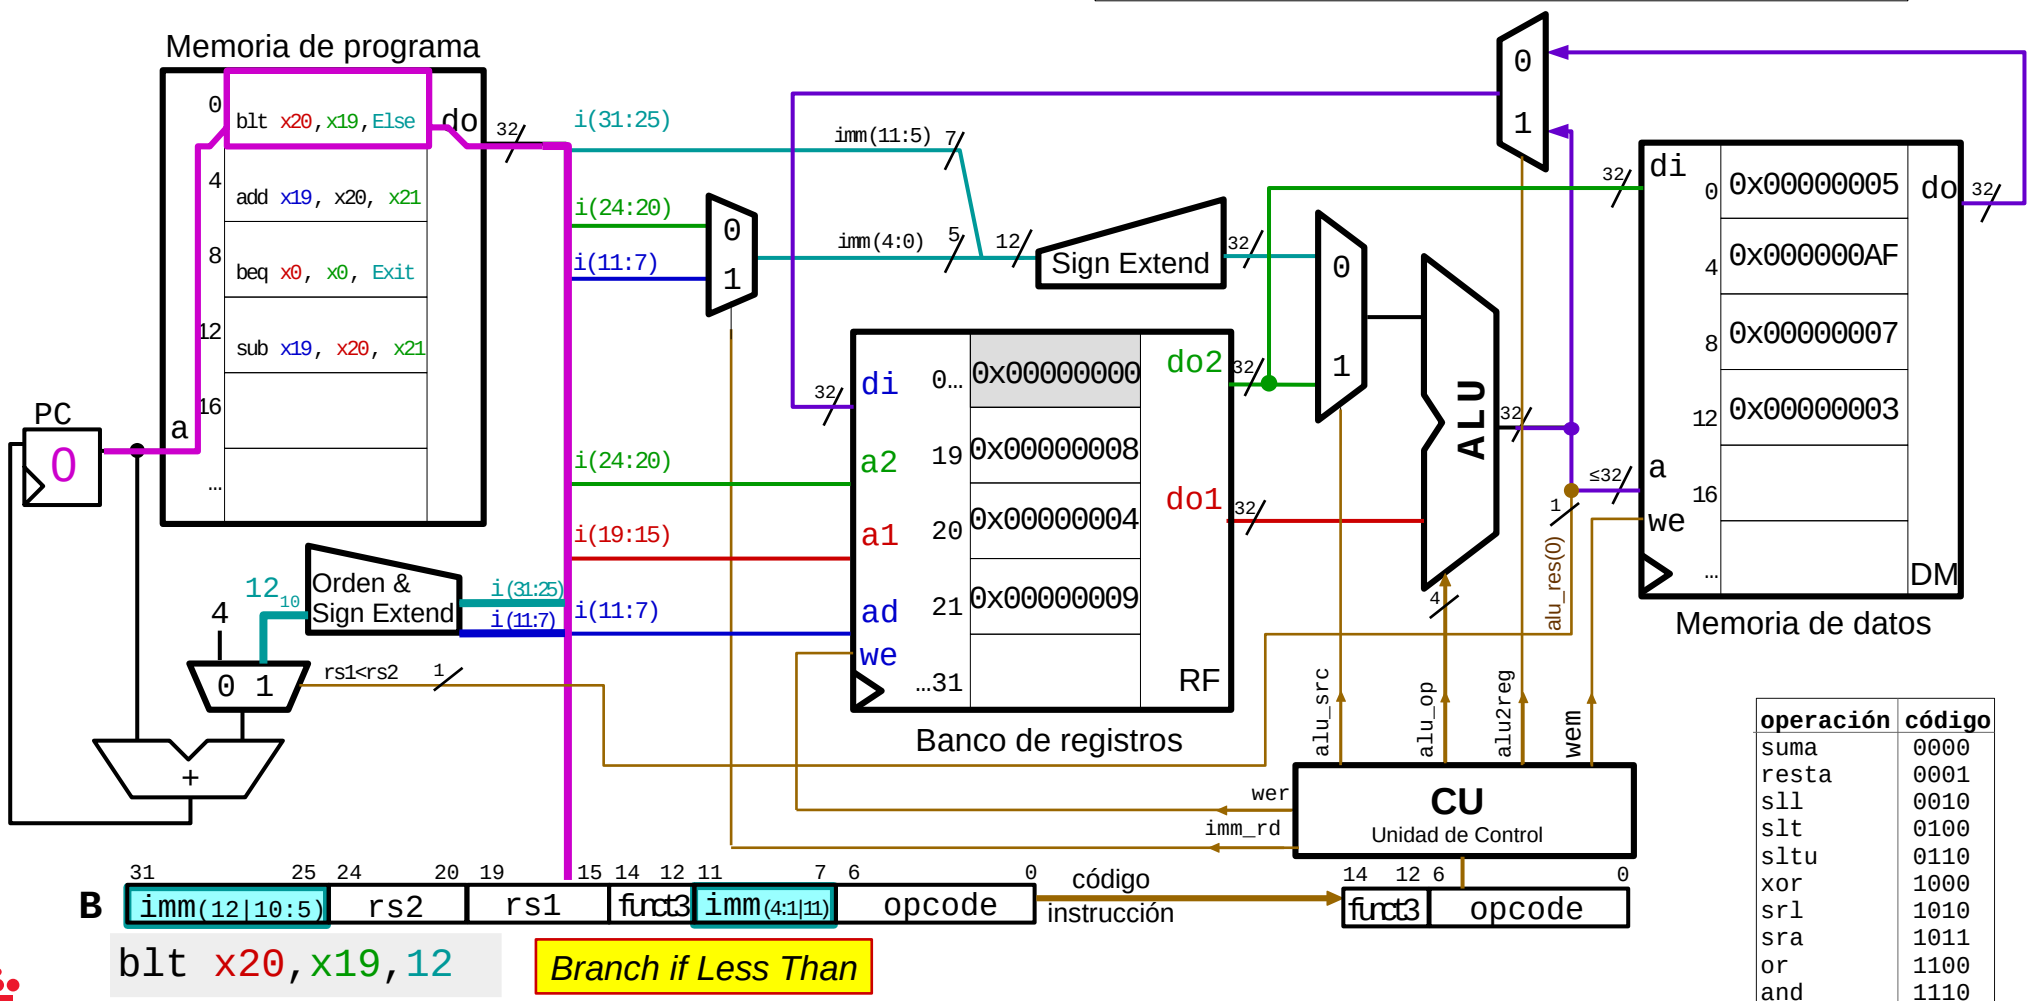 Memoria de programa
0
blt x20,x19,Else
do
32
4
add x19, x20, x21
8
beq x0, x0, Exit
12
sub x19, x20, x21
16
a
...
PC
0
i(31:25)
imm(11:5)
7
i(24:20)
i(11:7)
0
1
imm(4:0)
5
12
Sign Extend
32
0
1
ALU
32
0
1
di
32
0
0x00000005
do
32
4
0x000000AF
8
0x00000007
12
0x00000003
≤32
a
16
we
...
DM
Memoria de datos
32
di
0...
0x00000000
do2
32
i(24:20)
a2
19
0x00000008
i(19:15)
a1
20
0x00000004
do1
32
i(11:7)
ad
21
0x00000009
we
...31
RF
Banco de registros
Orden &
Sign Extend
i(31:25)
i(11:7)
12
10
4
0 1
rs1<rs2
1
+
4
1
alu_res(0)
alu_src
alu_op
alu2reg
wem
wer
imm_rd
CU
Unidad de Control
operación código
suma 0000
resta 0001
sll 0010
slt 0100
sltu 0110
xor 1000
srl 1010
sra 1011
or 1100
and 1110
31 25 24 20 19 15 14 12 11 7 6 0
B imm(12|10:5) rs2 rs1 funct3 imm(4:1|11) opcode
código
instrucción
14 12 6 0
funct3 opcode
blt x20,x19,12
Branch if Less Than